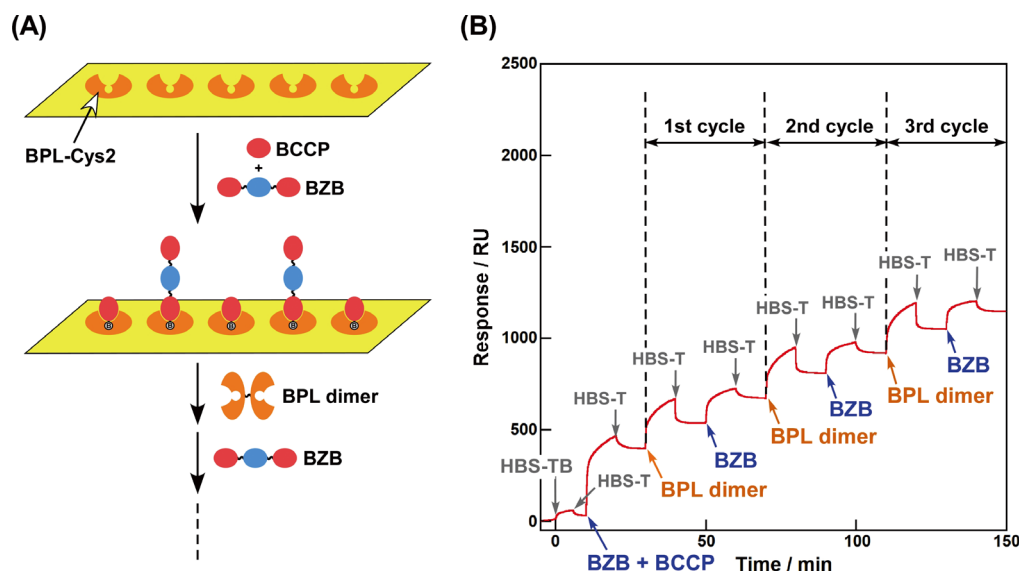 (A)
BPL-Cys2
BCCP
+
BZB
B
B
B
B
B
BPL dimer
BZB
(B)
Response / RU
2500
2000
1500
1000
500
0
1st cycle
2nd cycle
3rd cycle
HBS-TB
HBS-T
HBS-T
HBS-T
HBS-T
HBS-T
HBS-T
HBS-T
HBS-T
BZB + BCCP
BPL dimer
BZB
BPL dimer
BZB
BPL dimer
BZB
0
50
100
150
Time / min